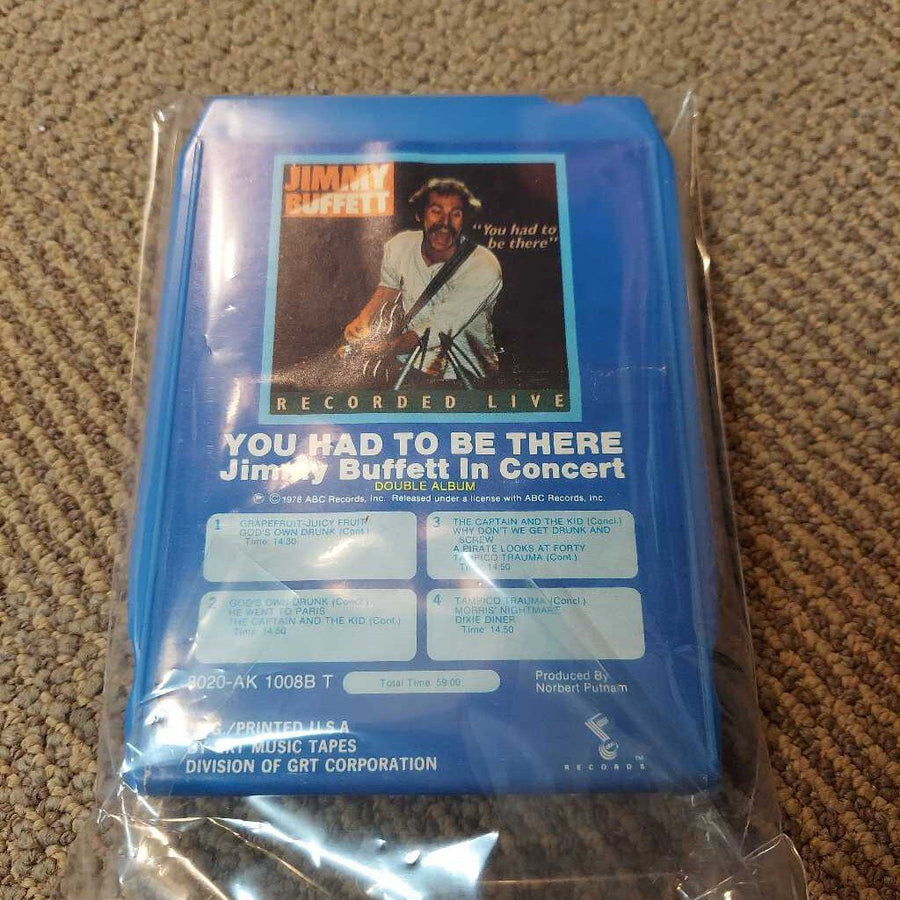 JIMMY
BUFFETT
"You had to
be there"
RECORDED LIVE
YOU HAD TO BE THERE
Jimmy Buffett In Concert
DOUBLE ALBUM
Ⓟ © 1978 ABC Records, Inc. Released under a license with ABC Records, Inc.
1 GRAPEFRUIT-JUICY FRUIT
GOD'S OWN DRUNK (Cont.)
Time: 14:30
2 GOD'S OWN DRUNK (Concl.)
HE WENT TO PARIS
THE CAPTAIN AND THE KID (Cont.)
Time: 14:50
3 THE CAPTAIN AND THE KID (Concl.)
WHY DON'T WE GET DRUNK AND
SCREW
A PIRATE LOOKS AT FORTY
TAMPICO TRAUMA (Cont.)
Time: 14:50
4 TAMPICO TRAUMA (Concl.)
MORRIS' NIGHTMARE
DIXIE DINER
Time: 14:50
8020-AK 1008B T
Total Time: 59:00
Produced By
Norbert Putnam
/PRINTED U.S.A
BY GRT MUSIC TAPES
DIVISION OF GRT CORPORATION
TM
RECORDS